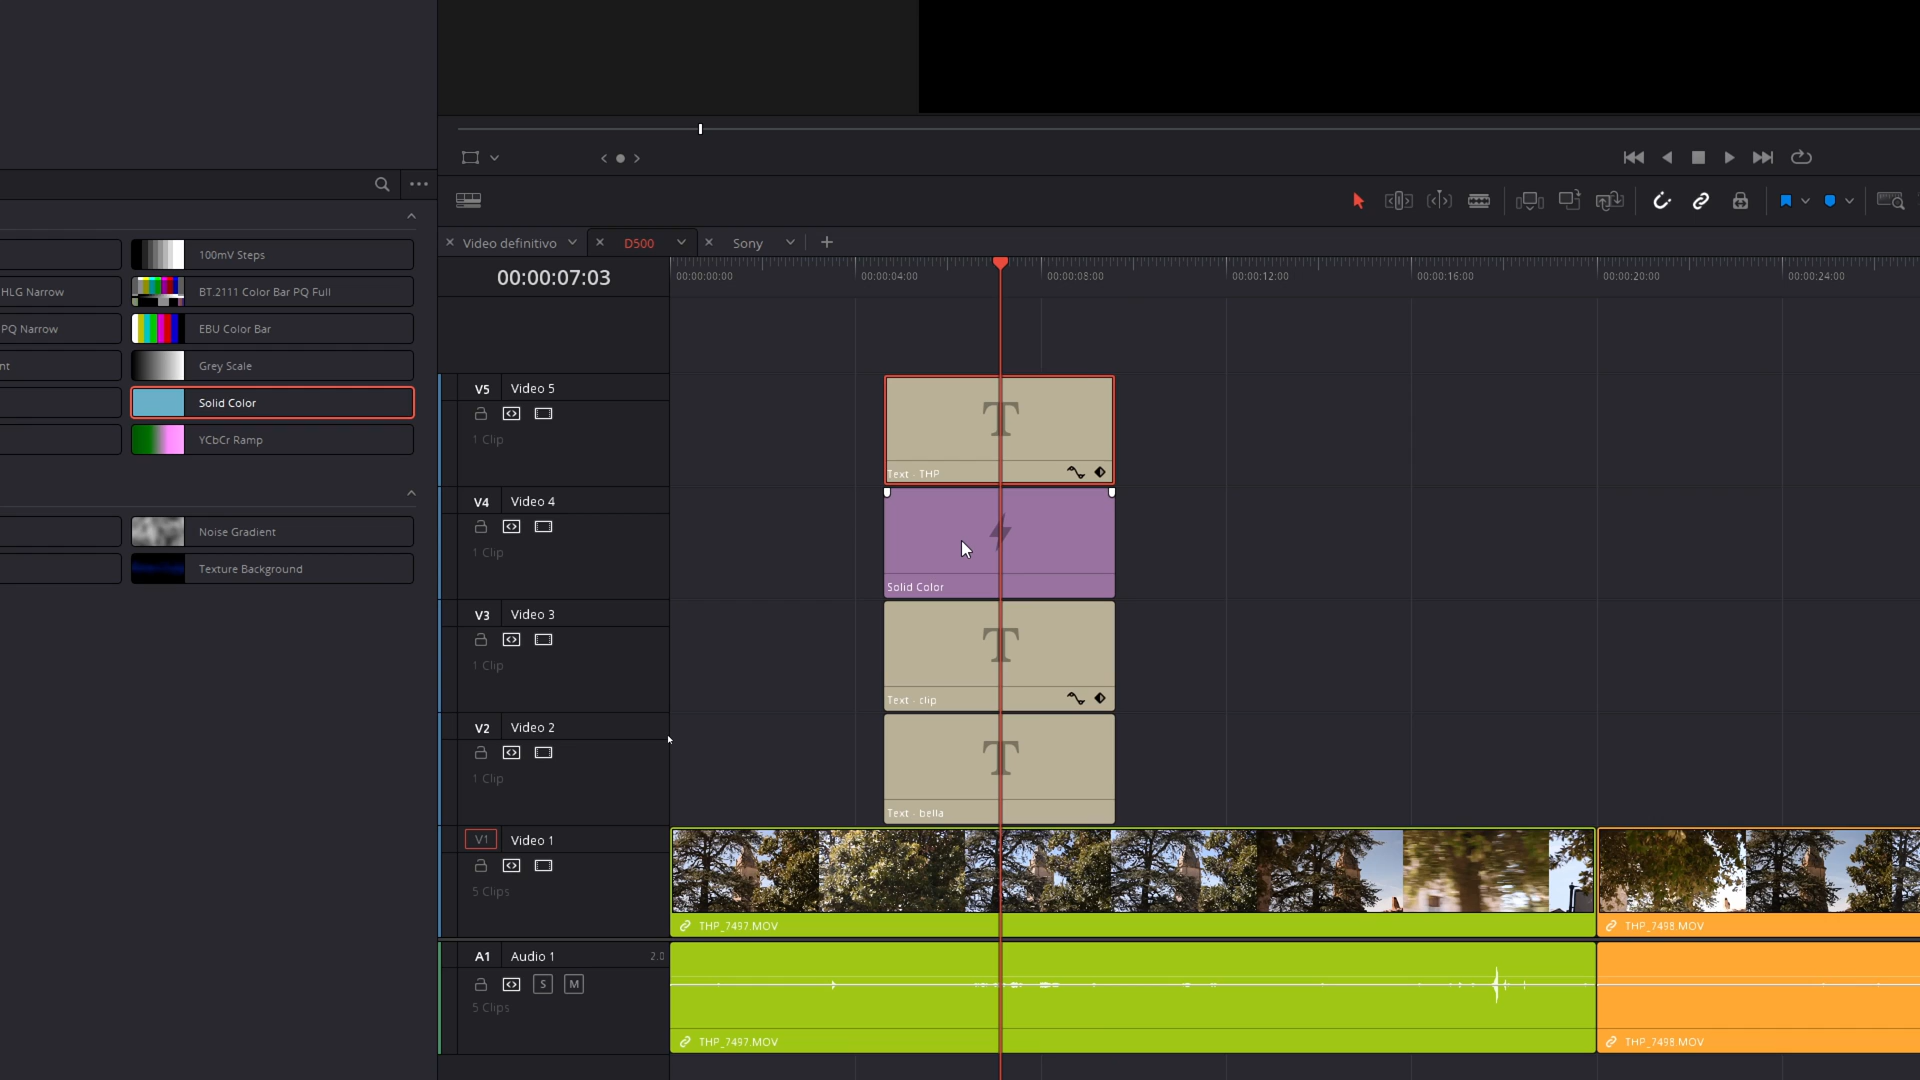 100mV Steps
HLG Narrow
BT.2111 Color Bar PQ Full
PQ Narrow
EBU Color Bar
nt
Grey Scale
Solid Color
YCbCr Ramp
Noise Gradient
Texture Background
Video definitivo
D500
Sony
00:00:07:03
00:00:00:00
00:00:04:00
00:00:08:00
00:00:12:00
00:00:16:00
00:00:20:00
00:00:24:00
V5 Video 5
1 Clip
T
Text - THP
V4 Video 4
1 Clip
Solid Color
V3 Video 3
1 Clip
T
Text - clip
V2 Video 2
1 Clip
T
Text - bella
V1 Video 1
5 Clips
THP_7497.MOV
THP_7498.MOV
A1 Audio 1 2.0
S M
5 Clips
THP_7497.MOV
THP_7498.MOV